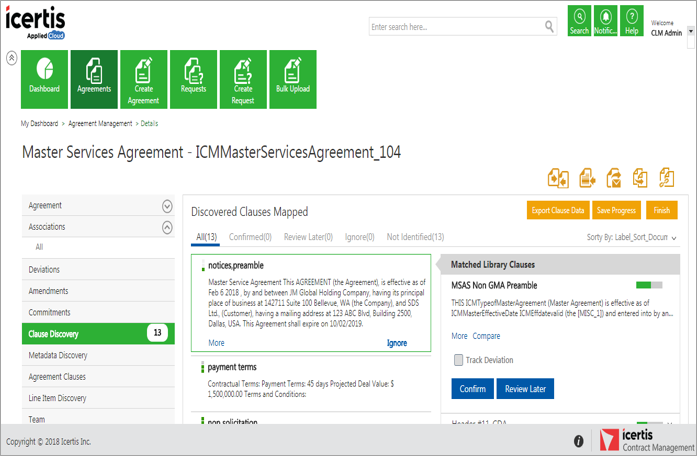 icertis
Applied Cloud
Enter search here...
Search
Notific...
Help
Welcome
CLM Admin
Dashboard
Agreements
Create
Agreement
Requests
Create
Request
Bulk Upload
My Dashboard > Agreement Management > Details
Master Services Agreement - ICMMasterServicesAgreement_104
Agreement
Associations
All
Deviations
Amendments
Commitments
Clause Discovery 13
Metadata Discovery
Agreement Clauses
Line Item Discovery
Team
Discovered Clauses Mapped
Export Clause Data
Save Progress
Finish
All(13) Confirmed(0) Review Later(0) Ignore(0) Not Identified(13)
Sorty By: Label_Sort_Docum
notices,preamble
Master Service Agreement This AGREEMENT (the Agreement), is effective as of
Feb 6 2018 , by and between JM Global Holding Company, having its principal
place of business at 142711 Suite 100 Bellevue, WA (the Company), and SDS
Ltd., (Customer), having a mailing address at 123 ABC Blvd, Building 2500,
Dallas, USA. This Agreement shall expire on 10/02/2019.
More Ignore
payment terms
Contractual Terms: Payment Terms: 45 days Projected Deal Value: $
1,500,000.00 Terms and Conditions:
non solicitation
Matched Library Clauses
MSAS Non GMA Preamble
THIS ICMTypeofMasterAgreement (Master Agreement) is effective as of
ICMMasterEffectiveDate ICMEffdatevalid (the [MISC_1]) and entered into by an...
More Compare
Track Deviation
Confirm
Review Later
Header #11_CDA
Copyright © 2018 Icertis Inc.
i
icertis
Contract Management